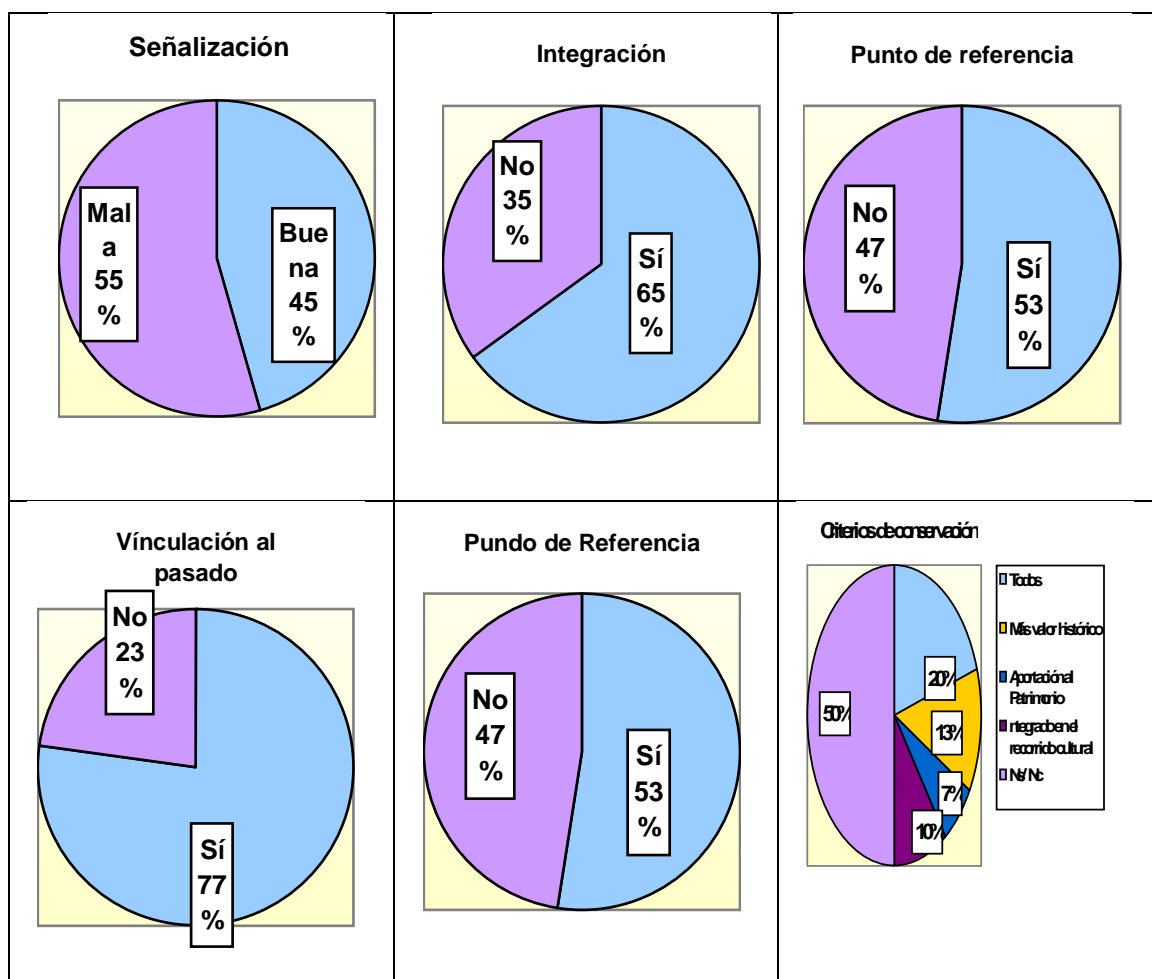 Señalización
Mal
a
55
%
Bue
na
45
%
Integración
No
35
%
Sí
65
%
Punto de referencia
No
47
%
Sí
53
%
Vínculación al
pasado
No
23
%
Sí
77
%
Pundo de Referencia
No
47
%
Sí
53
%
Criterios de conservación
20%
13%
7%
10%
50%
Todos
Más valor histórico
Aportación al
Patrimonio
Integrado en el
recorrido cultural
Ns/ Nc